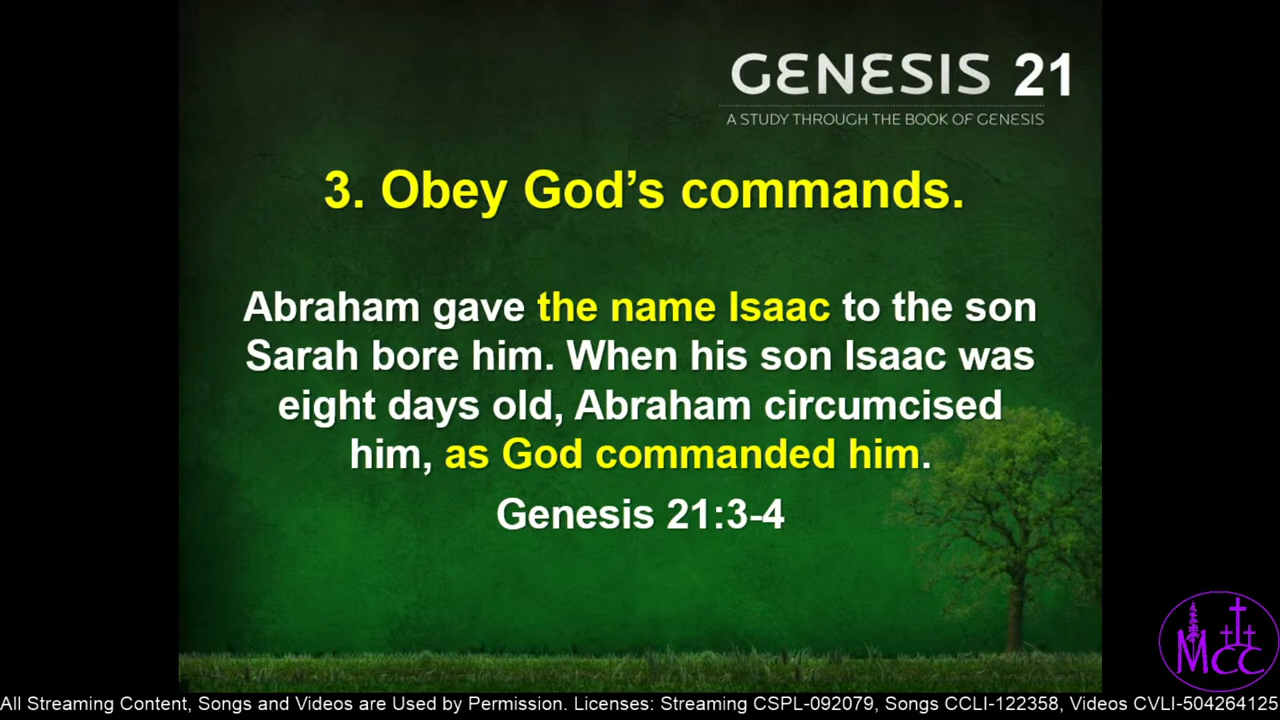 GENESIS 21
A STUDY THROUGH THE BOOK OF GENESIS
3. Obey God’s commands.
Abraham gave the name Isaac to the son
Sarah bore him. When his son Isaac was
eight days old, Abraham circumcised
him, as God commanded him.
Genesis 21:3-4
MCC
All Streaming Content, Songs and Videos are Used by Permission. Licenses: Streaming CSPL-092079, Songs CCLI-122358, Videos CVLI-504264125